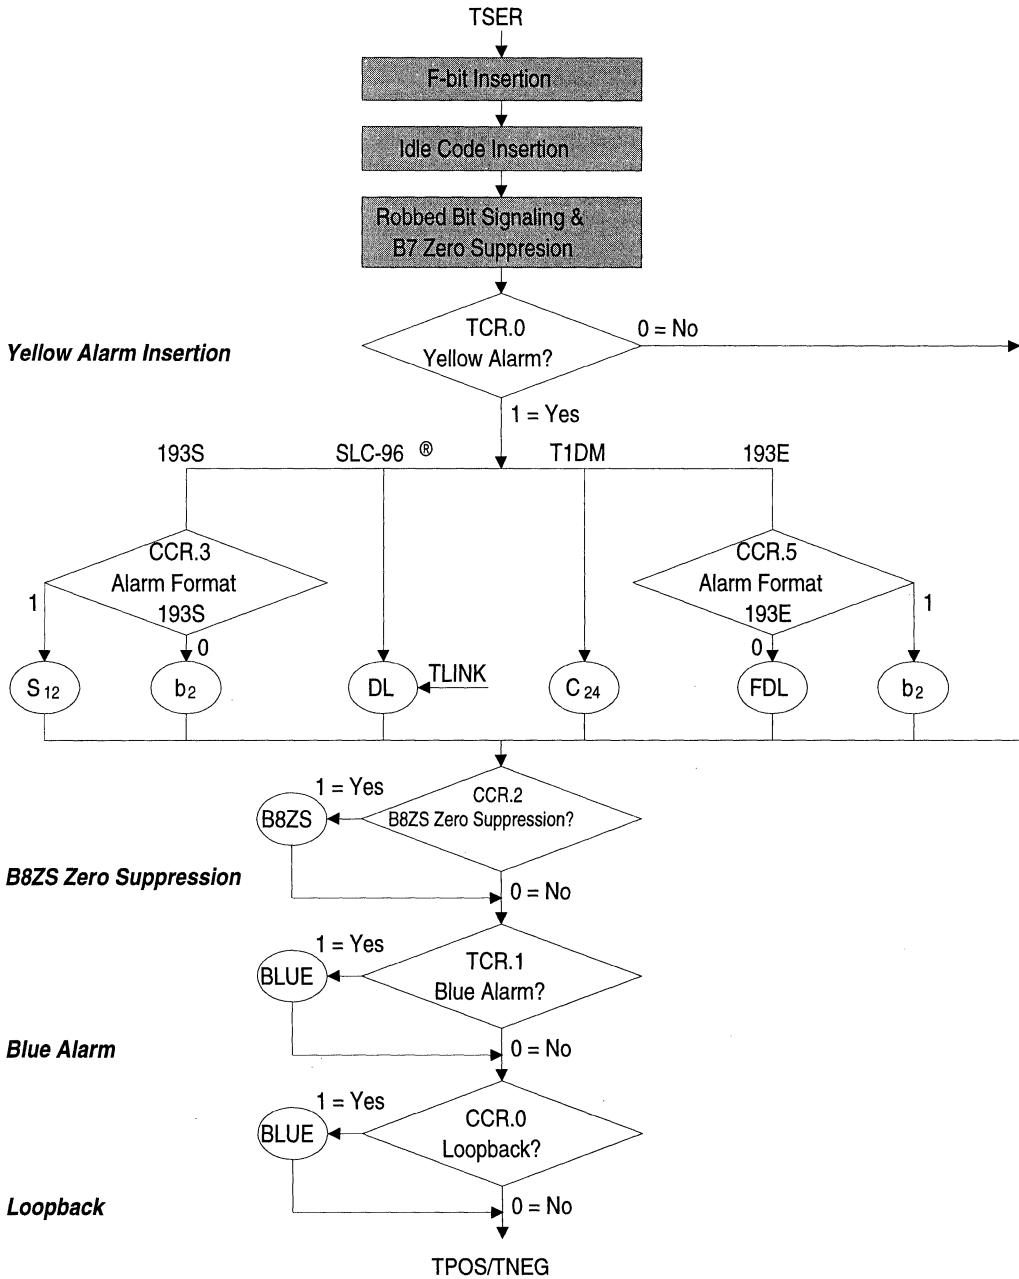 TSER
F-bit Insertion
Idle Code Insertion
Robbed Bit Signaling &
B7 Zero Suppresion
TCR.0
Yellow Alarm?
0 = No
Yellow Alarm Insertion
1 = Yes
193S
SLC-96 ®
T1DM
193E
CCR.3
Alarm Format
193S
CCR.5
Alarm Format
193E
1
0
0
1
S12
b2
DL
TLINK
C24
FDL
b2
1 = Yes
CCR.2
B8ZS Zero Suppression?
B8ZS
B8ZS Zero Suppression
0 = No
1 = Yes
TCR.1
Blue Alarm?
BLUE
Blue Alarm
0 = No
1 = Yes
CCR.0
Loopback?
BLUE
Loopback
0 = No
TPOS/TNEG